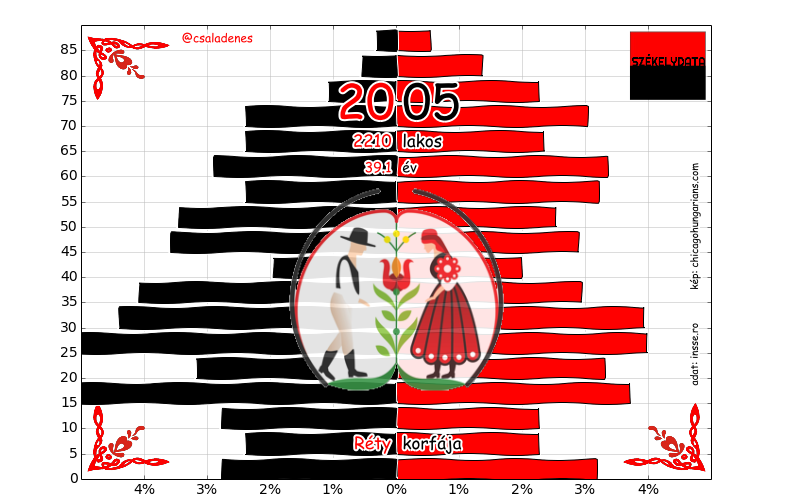 @csaladenes
SZÉKELYDATA
2005
2210 lakos
39.1 év
kép: chicagohungarians.com
adat: insse.ro
Réty korfája
85
80
75
70
65
60
55
50
45
40
35
30
25
20
15
10
5
0
4% 3% 2% 1% 0% 1% 2% 3% 4%